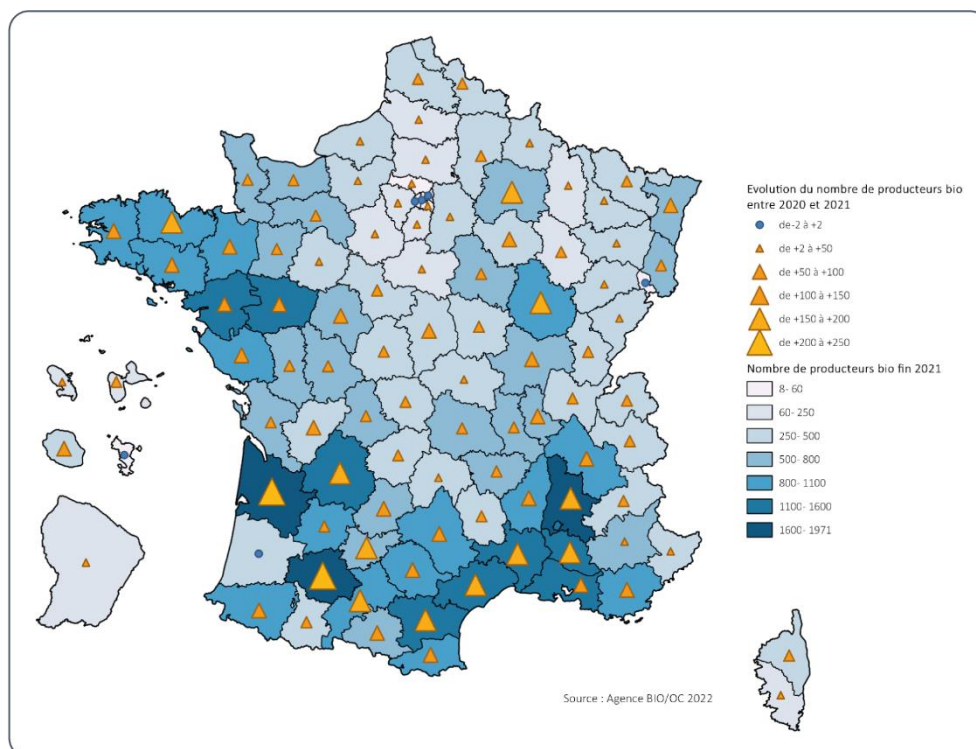 Evolution du nombre de producteurs bio
entre 2020 et 2021
de-2 à +2
de +2 à +50
de +50 à +100
de +100 à +150
de +150 à +200
de +200 à +250
Nombre de producteurs bio fin 2021
8- 60
60- 250
250- 500
500- 800
800- 1100
1100- 1600
1600- 1971
Source : Agence BIO/OC 2022